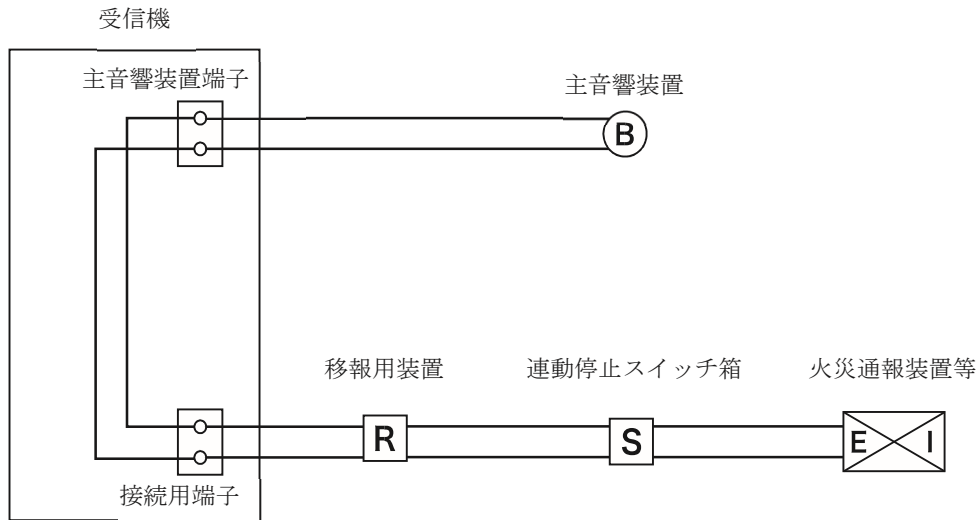 受信機
主音響装置端子
主音響装置
B
移報用装置
連動停止スイッチ箱
火災通報装置等
R
S
E I
接続用端子